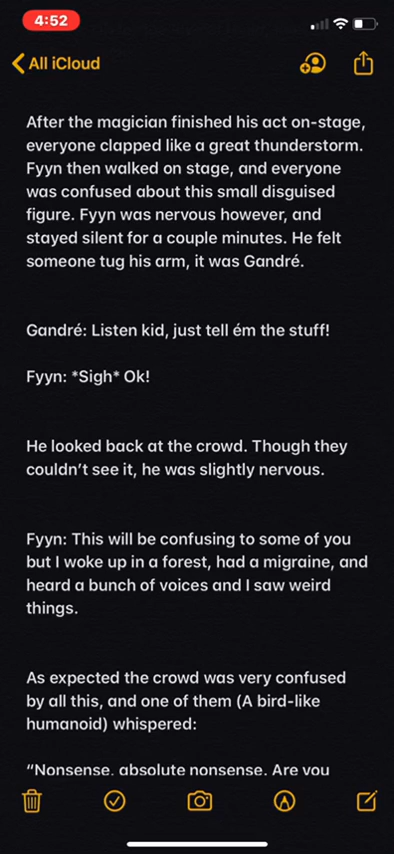 4:52
All iCloud
After the magician finished his act on-stage,
everyone clapped like a great thunderstorm.
Fyyn then walked on stage, and everyone
was confused about this small disguised
figure. Fyyn was nervous however, and
stayed silent for a couple minutes. He felt
someone tug his arm, it was Gandré.
Gandré: Listen kid, just tell ém the stuff!
Fyyn: *Sigh* Ok!
He looked back at the crowd. Though they
couldn’t see it, he was slightly nervous.
Fyyn: This will be confusing to some of you
but I woke up in a forest, had a migraine, and
heard a bunch of voices and I saw weird
things.
As expected the crowd was very confused
by all this, and one of them (A bird-like
humanoid) whispered:
“Nonsense, absolute nonsense. Are you